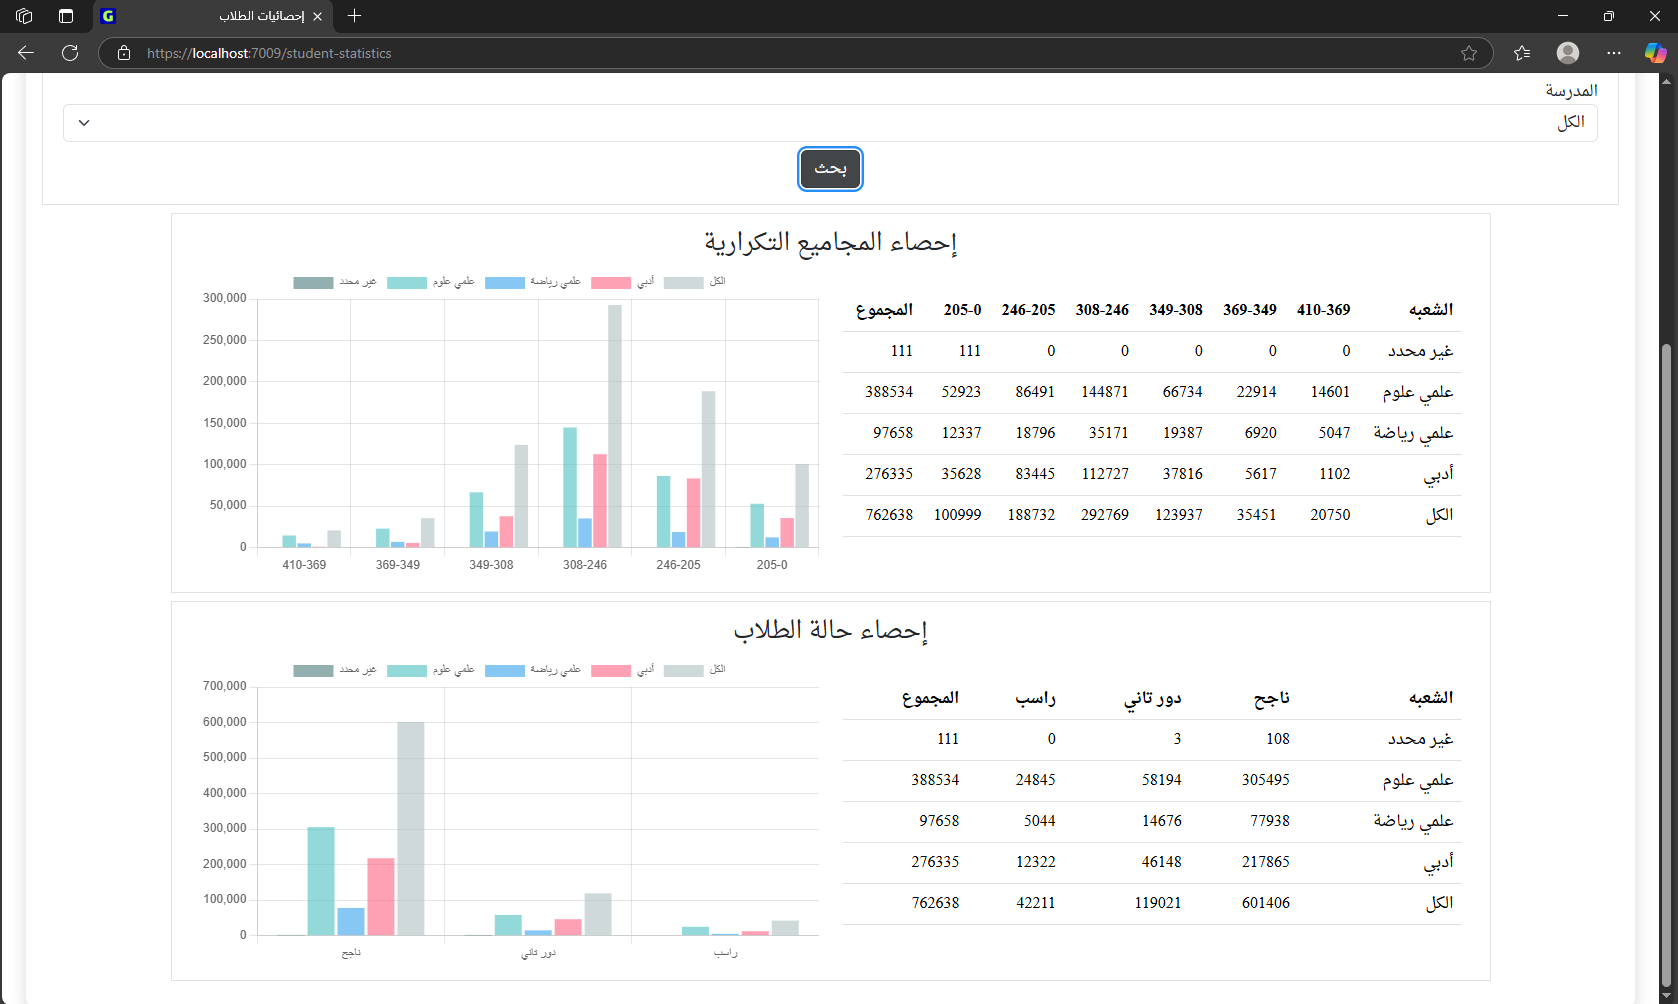 إحصائيات الطلاب
https://localhost:7009/student-statistics
المدرسة
الكل
بحث
إحصاء المجاميع التكرارية
غير محدد علمي علوم علمي رياضة أدبي الكل
300,000
250,000
200,000
150,000
100,000
50,000
0
410-369 369-349 349-308 308-246 246-205 205-0
الشعبه 410-369 369-349 349-308 308-246 246-205 205-0 المجموع
غير محدد 0 0 0 0 0 111 111
علمي علوم 14601 22914 66734 144871 86491 52923 388534
علمي رياضة 5047 6920 19387 35171 18796 12337 97658
أدبي 1102 5617 37816 112727 83445 35628 276335
الكل 20750 35451 123937 292769 188732 100999 762638
إحصاء حالة الطلاب
غير محدد علمي علوم علمي رياضة أدبي الكل
700,000
600,000
500,000
400,000
300,000
200,000
100,000
0
ناجح دور تاني راسب
الشعبه ناجح دور تاني راسب المجموع
غير محدد 108 3 0 111
علمي علوم 305495 58194 24845 388534
علمي رياضة 77938 14676 5044 97658
أدبي 217865 46148 12322 276335
الكل 601406 119021 42211 762638